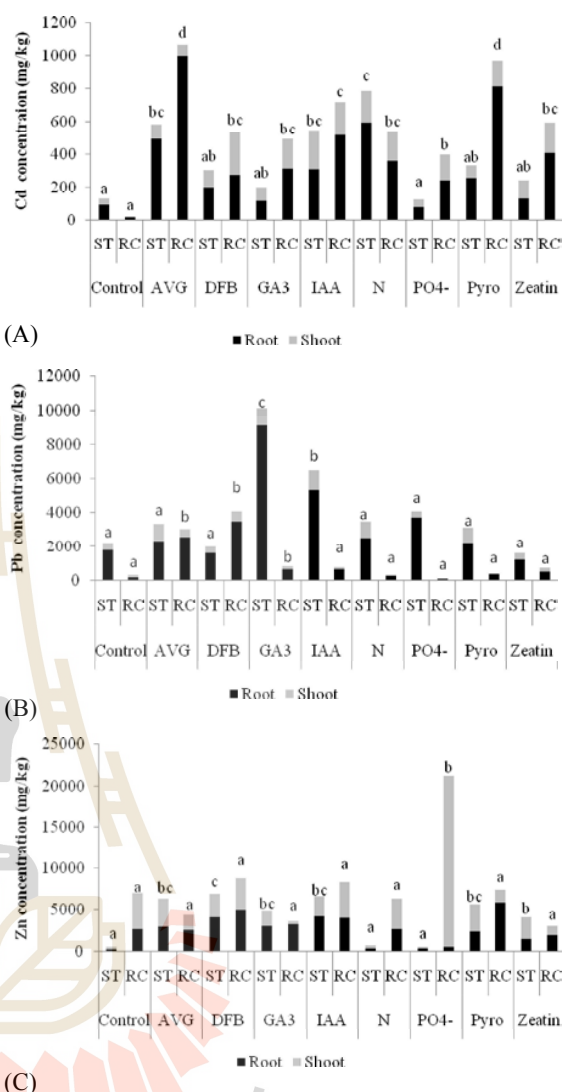 Cd concentraion (mg/kg)
1200
1000
800
600
400
200
0
a a bc d ab bc ab bc bc c c bc ab b ab d ab bc
ST RC ST RC ST RC ST RC ST RC ST RC ST RC ST RC ST RC
Control AVG DFB GA3 IAA N PO4- Pyro Zeatin
Root Shoot
(A)
Pb concentration (mg/kg)
12000
10000
8000
6000
4000
2000
0
a a a b a b c b b a a a a a a a a a
ST RC ST RC ST RC ST RC ST RC ST RC ST RC ST RC ST RC
Control AVG DFB GA3 IAA N PO4- Pyro Zeatin
Root Shoot
(B)
Zn concentration (mg/kg)
25000
20000
15000
10000
5000
0
a a bc a c a bc a bc a a a a b bc a b a
ST RC ST RC ST RC ST RC ST RC ST RC ST RC ST RC ST RC
Control AVG DFB GA3 IAA N PO4- Pyro Zeatin
Root Shoot
(C)